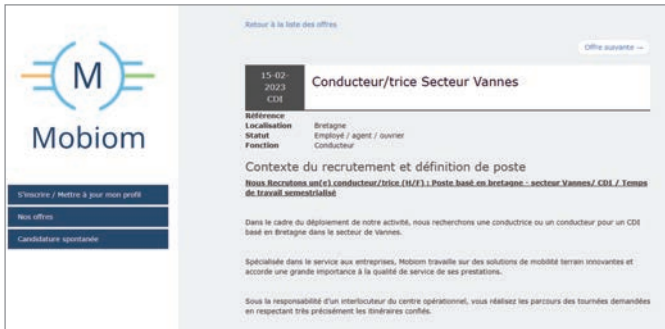 Retour à la liste des offres
Offre suivante →
M
Mobiom
S'inscrire / Mettre à jour mon profil
Nos offres
Candidature spontanée
15-02-
2023
CDI
Conducteur/trice Secteur Vannes
Référence
Localisation Bretagne
Statut Employé / agent / ouvrier
Fonction Conducteur
Contexte du recrutement et définition de poste
Nous Recrutons un(e) conducteur/trice (H/F) : Poste basé en bretagne - secteur Vannes/ CDI / Temps
de travail semestrialisé
Dans le cadre du déploiement de notre activité, nous recherchons une conductrice ou un conducteur pour un CDI
basé en Bretagne dans le secteur de Vannes.
Spécialisée dans le service aux entreprises, Mobiom travaille sur des solutions de mobilité terrain innovantes et
accorde une grande importance à la qualité de service de ses prestations.
Sous la responsabilité d'un interlocuteur du centre opérationnel, vous réalisez les parcours des tournées demandées
en respectant très précisément les itinéraires confiés.